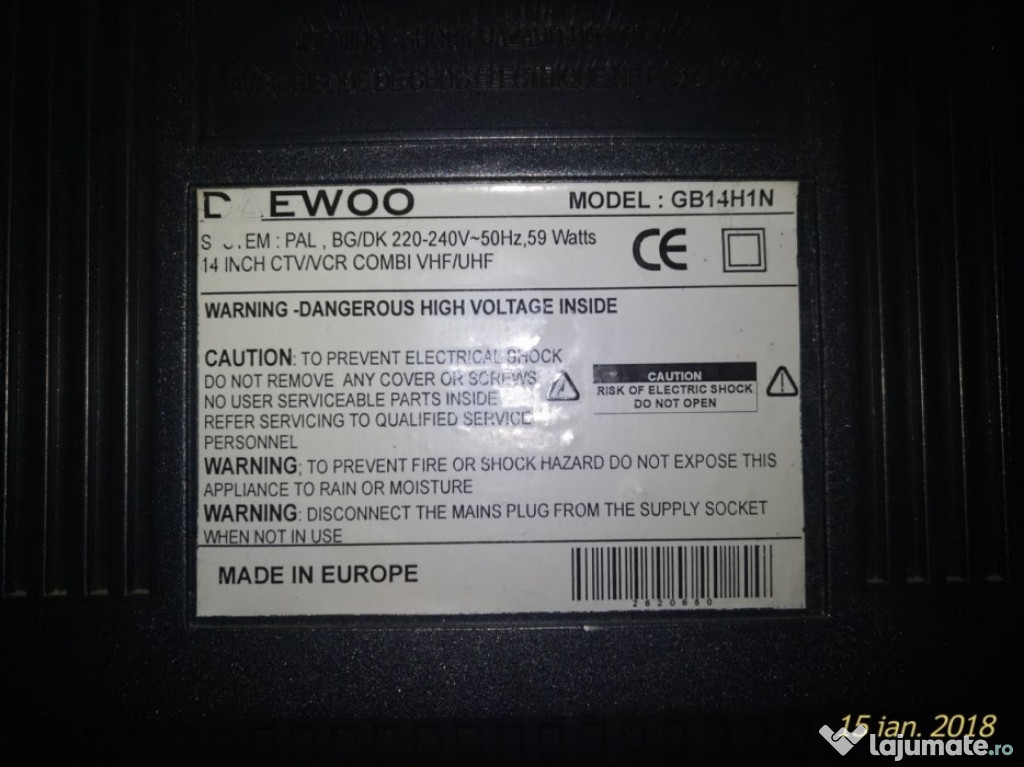 DAEWOO MODEL : GB14H1N
S . . EM : PAL , BG/DK 220-240V~50Hz,59 Watts
14 INCH CTV/VCR COMBI VHF/UHF
CE
WARNING -DANGEROUS HIGH VOLTAGE INSIDE
CAUTION: TO PREVENT ELECTRICAL SHOCK
DO NOT REMOVE ANY COVER OR SCREWS
NO USER SERVICEABLE PARTS INSIDE
REFER SERVICING TO QUALIFIED SERVICE
PERSONNEL
CAUTION
RISK OF ELECTRIC SHOCK
DO NOT OPEN
WARNING; TO PREVENT FIRE OR SHOCK HAZARD DO NOT EXPOSE THIS
APPLIANCE TO RAIN OR MOISTURE
WARNING: DISCONNECT THE MAINS PLUG FROM THE SUPPLY SOCKET
WHEN NOT IN USE
MADE IN EUROPE
2620680
15 ian. 2018
lajumate.ro